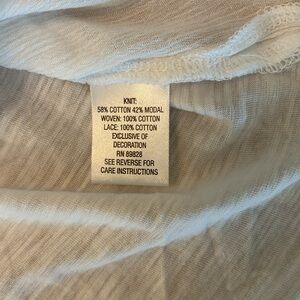 KNIT:
58% COTTON 42% MODAL
WOVEN: 100% COTTON
LACE: 100% COTTON
EXCLUSIVE OF
DECORATION
RN 89828
SEE REVERSE FOR
CARE INSTRUCTIONS